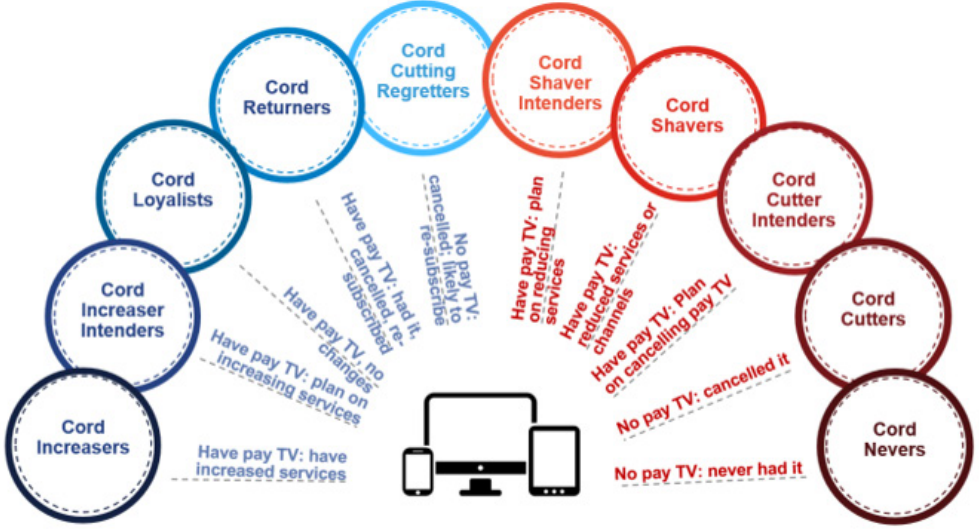 Cord
Increasers
Have pay TV: have
increased services
Cord
Increaser
Intenders
Have pay TV: plan on
increasing services
Cord
Loyalists
Have pay TV, no
changes
Cord
Returners
Have pay TV: had it,
cancelled, re-
subscribed
Cord
Cutting
Regretters
No pay TV:
cancelled; likely to
re-subscribe
Cord
Shaver
Intenders
Have pay TV: plan
on reducing
services
Cord
Shavers
Have pay TV:
reduced services or
channels
Cord
Cutter
Intenders
Have pay TV: Plan
on cancelling pay TV
Cord
Cutters
No pay TV: cancelled it
Cord
Nevers
No pay TV: never had it